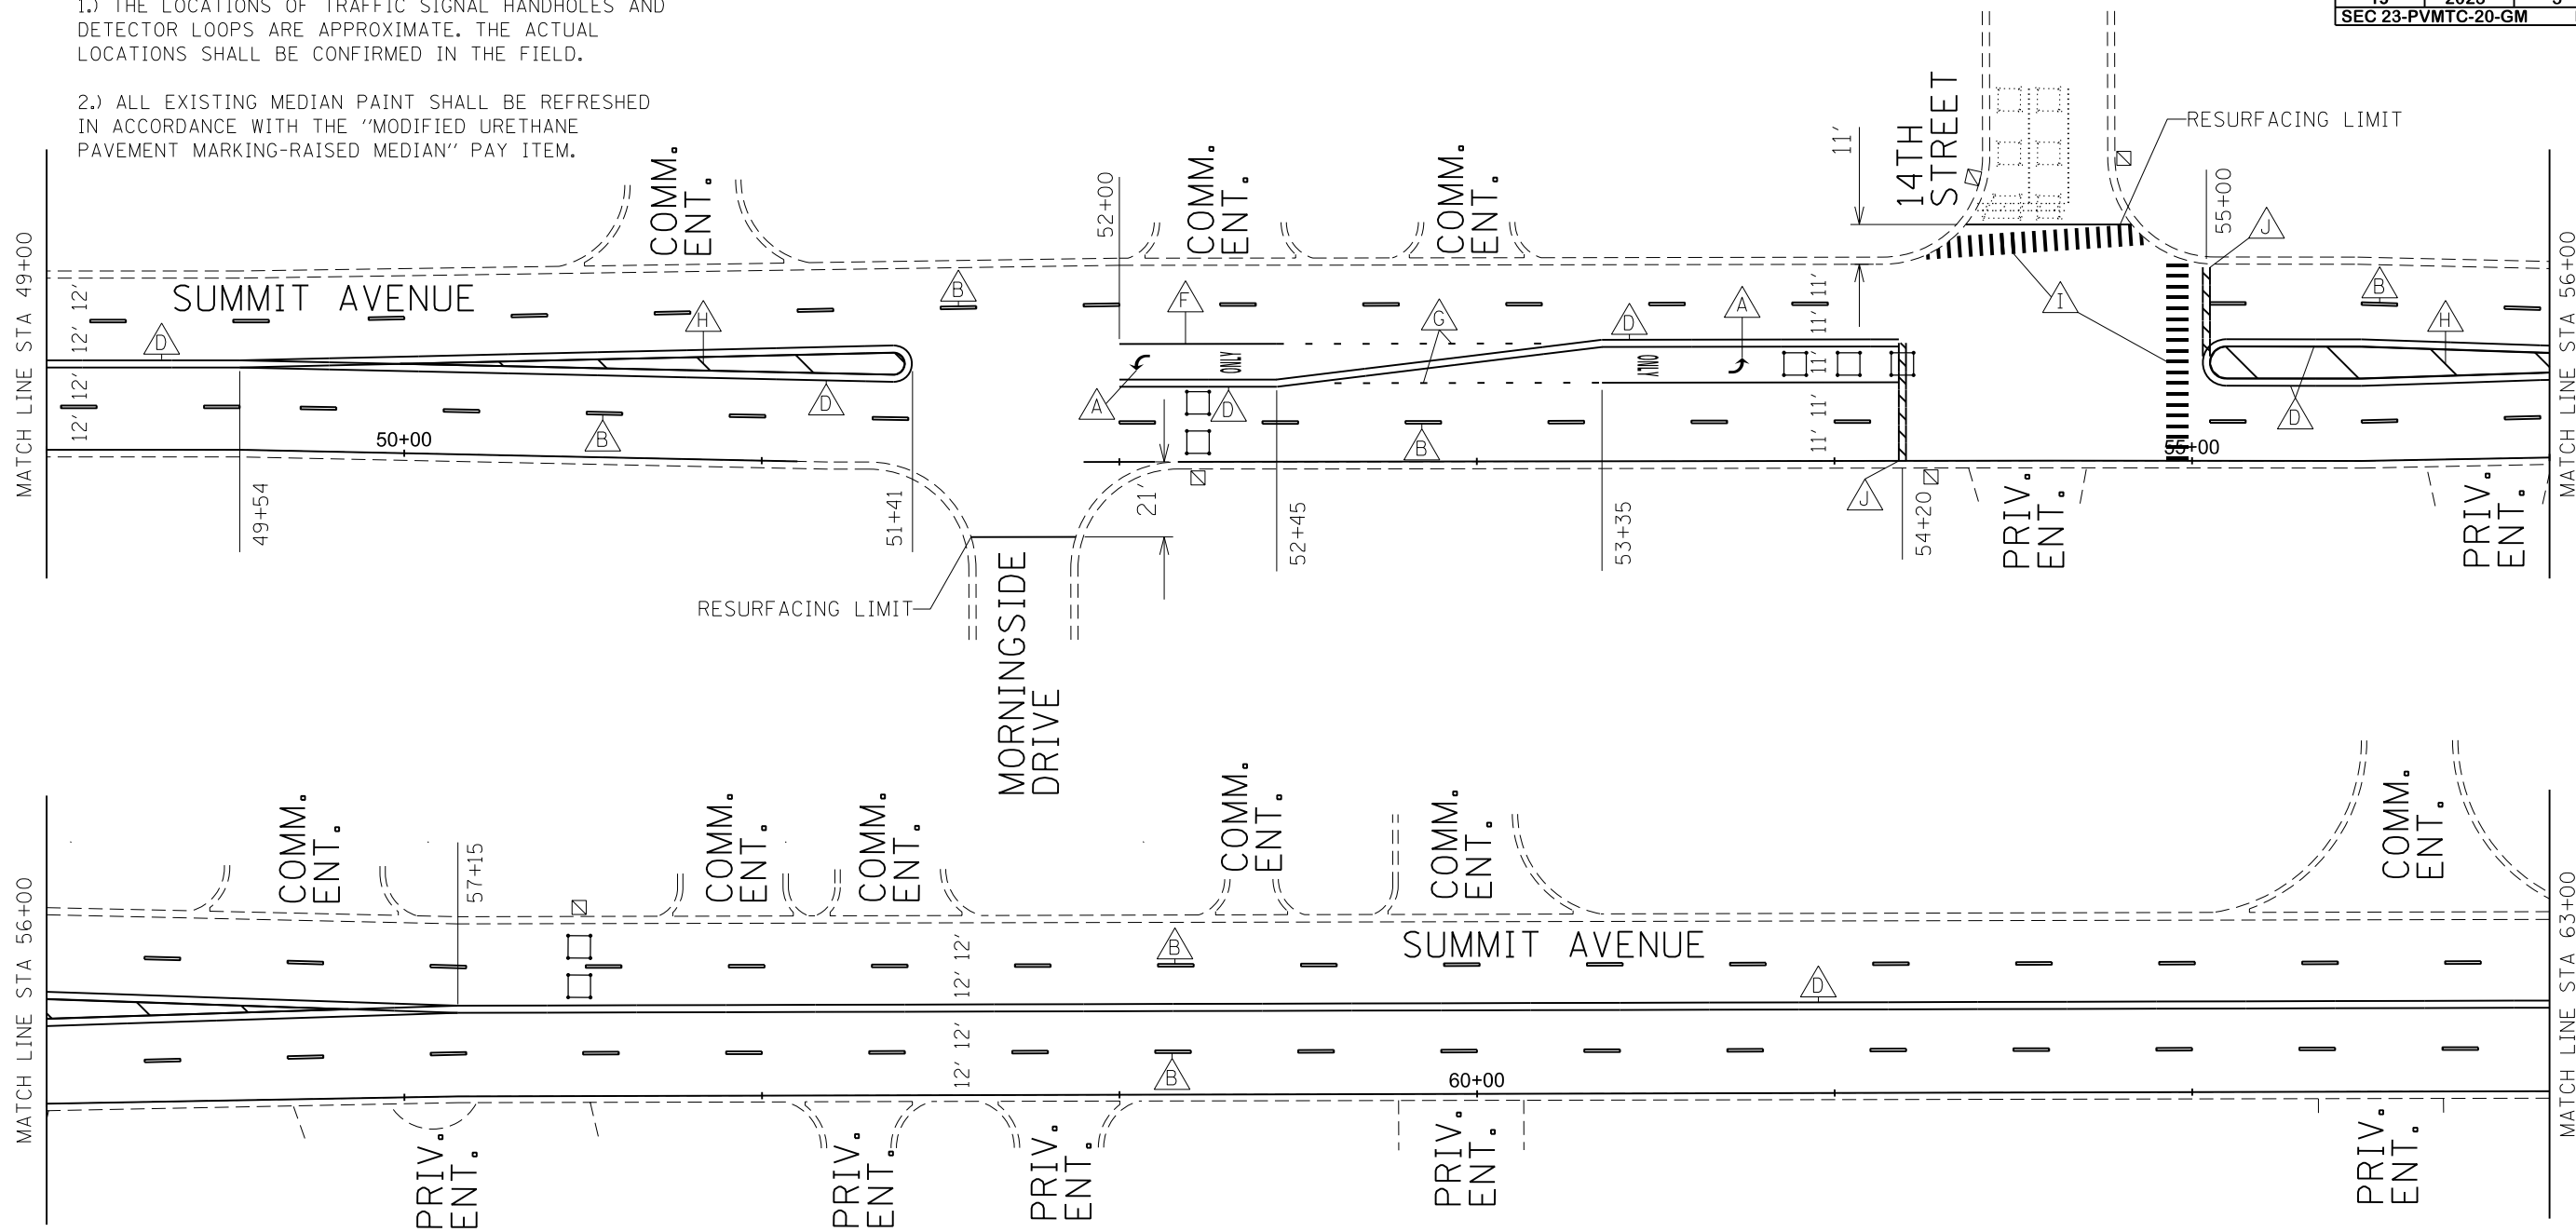 1.) THE LOCATIONS OF TRAFFIC SIGNAL HANDHOLES AND
DETECTOR LOOPS ARE APPROXIMATE. THE ACTUAL
LOCATIONS SHALL BE CONFIRMED IN THE FIELD.
2.) ALL EXISTING MEDIAN PAINT SHALL BE REFRESHED
IN ACCORDANCE WITH THE "MODIFIED URETHANE
PAVEMENT MARKING-RAISED MEDIAN" PAY ITEM.
SEC 23-PVMTC-20-GM
MATCH LINE STA 49+00
SUMMIT AVENUE
12' 12'
12' 12'
D
H
B
D
B
50+00
49+54
51+41
COMM.
ENT.
RESURFACING LIMIT
MORNINGSIDE
DRIVE
21'
52+00
COMM.
ENT.
COMM.
ENT.
F
A
ONLY
D
G
B
D
ONLY
A
11' 11'
11'
11' 11'
52+45
53+35
54+20
J
11'
14TH
STREET
RESURFACING LIMIT
I
55+00
J
B
H
D
55+00
PRIV.
ENT.
PRIV.
ENT.
MATCH LINE STA 56+00
MATCH LINE STA 56+00
COMM.
ENT.
57+15
COMM.
ENT.
COMM.
ENT.
COMM.
ENT.
COMM.
ENT.
COMM.
ENT.
SUMMIT AVENUE
12' 12'
12' 12'
B
D
B
60+00
PRIV.
ENT.
PRIV.
ENT.
PRIV.
ENT.
PRIV.
ENT.
PRIV.
ENT.
MATCH LINE STA 63+00